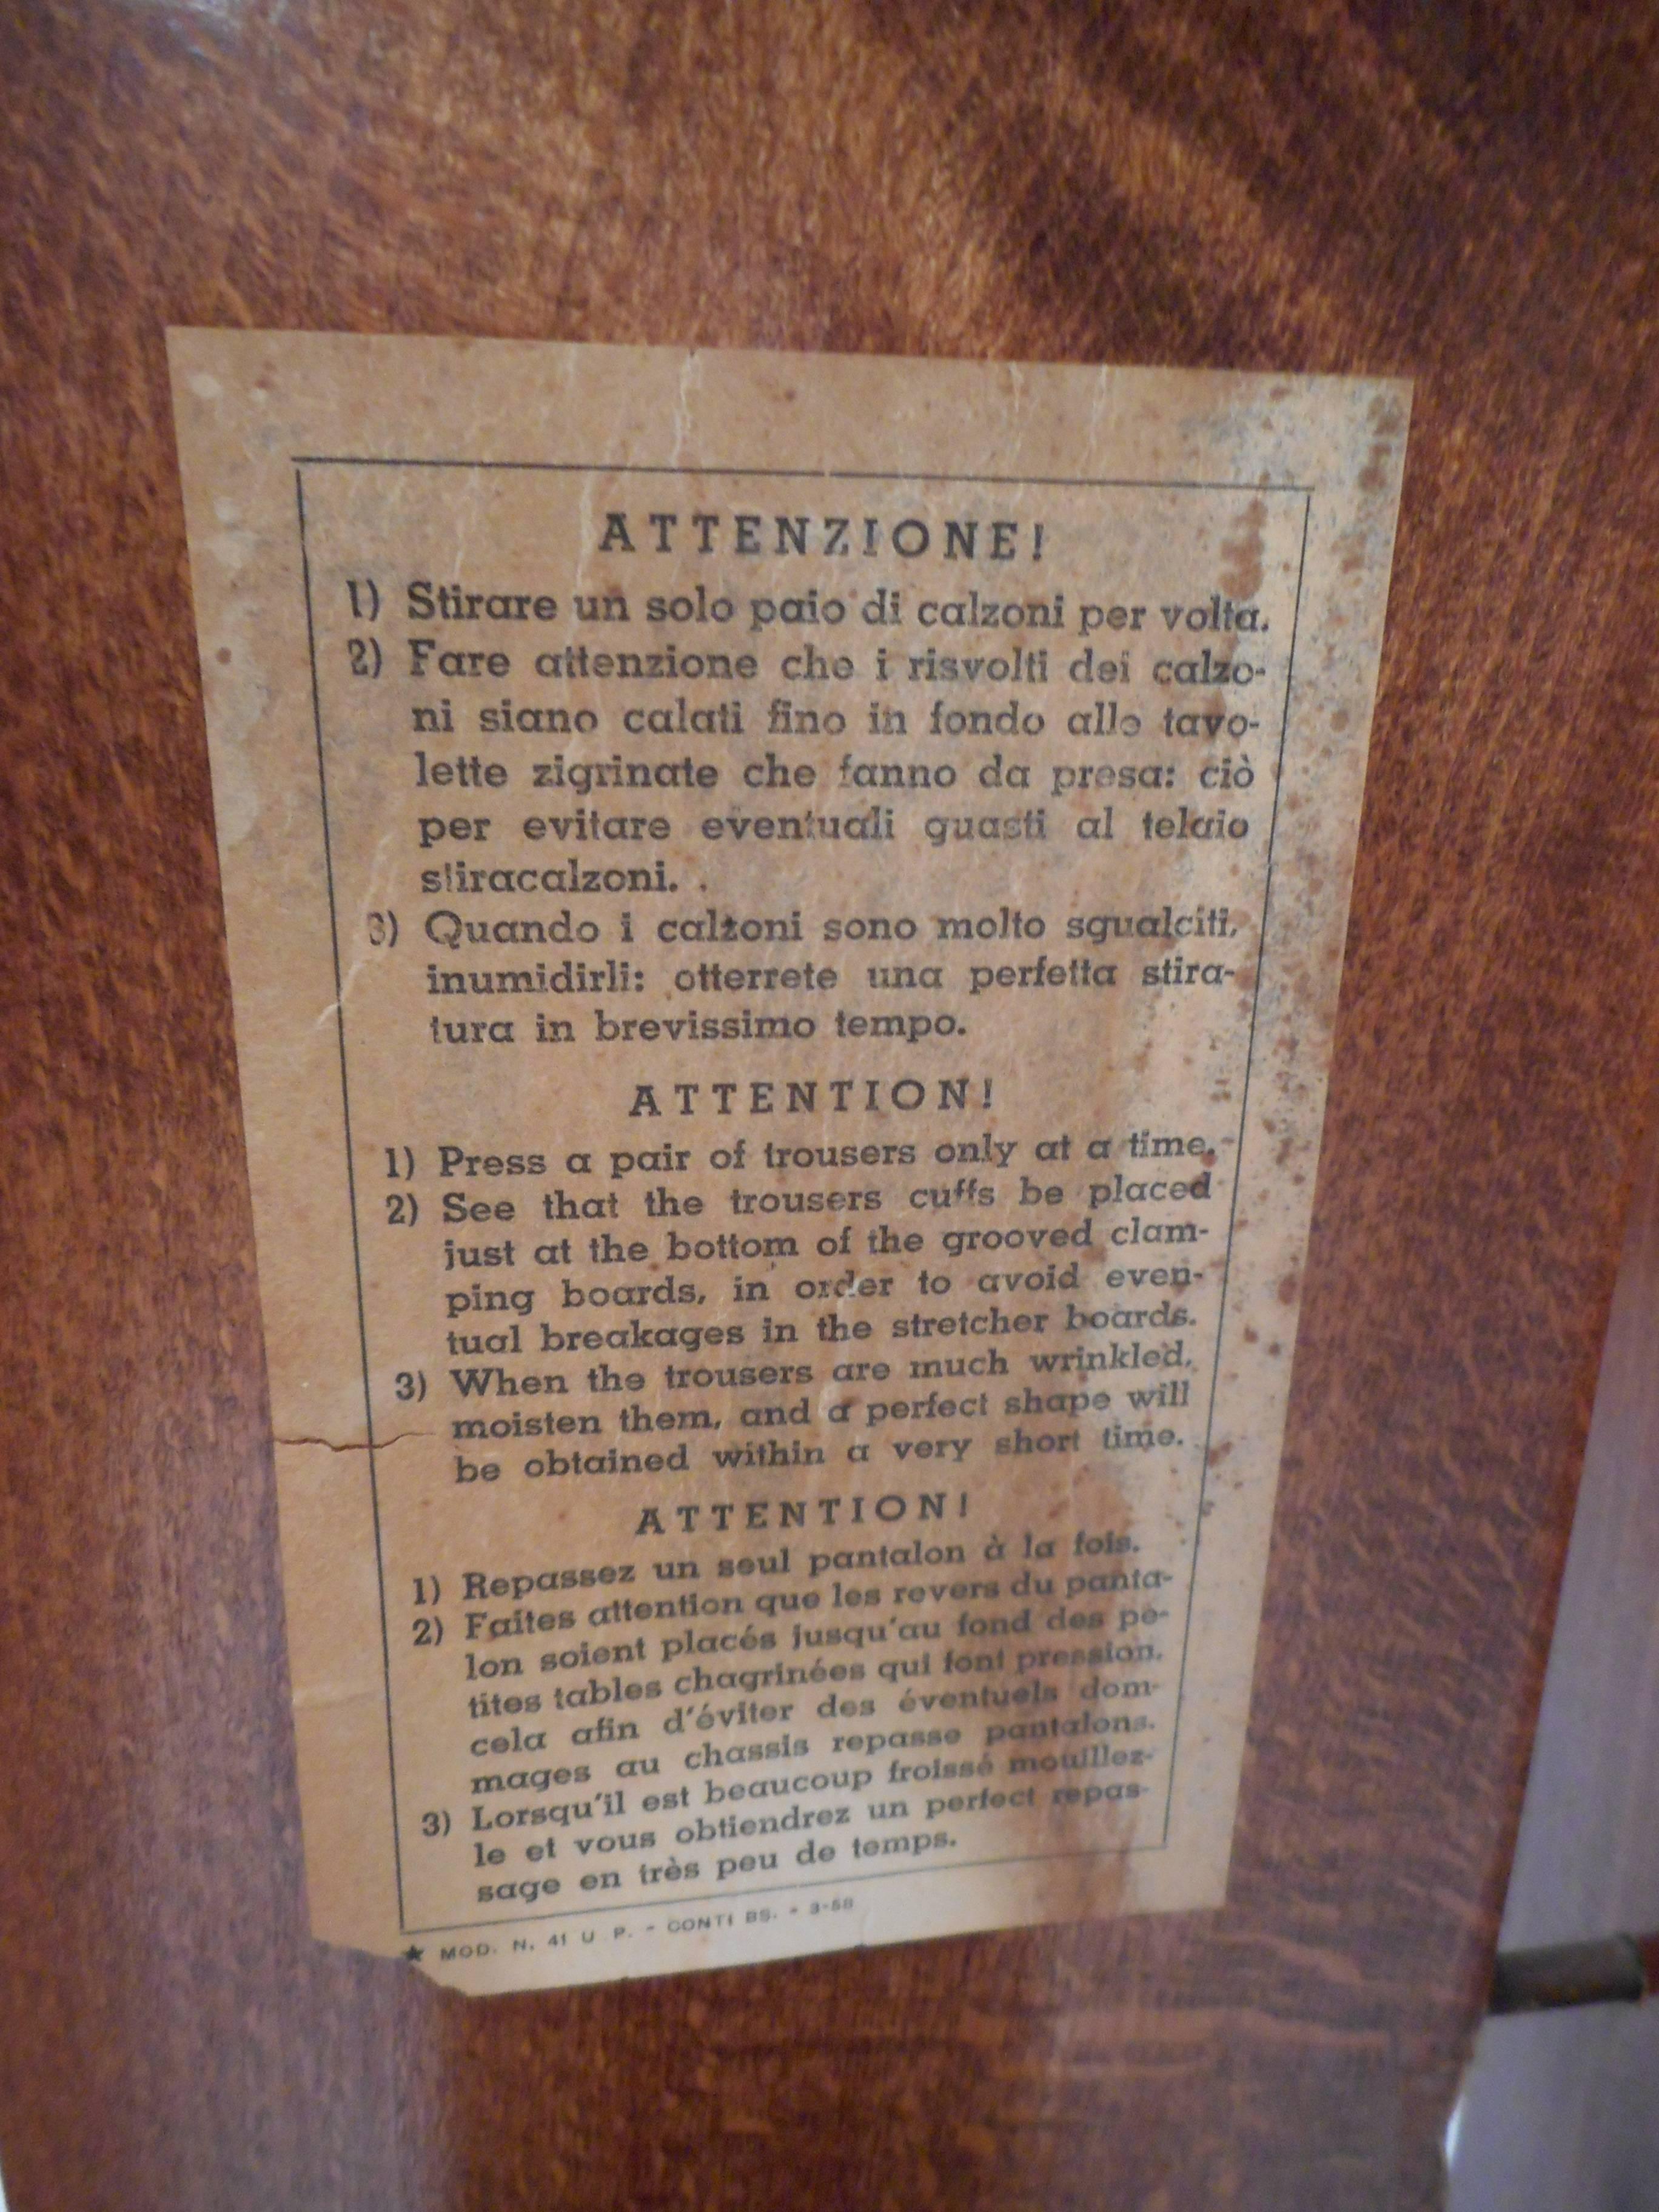 ATTENZIONE!
1) Stirare un solo paio di calzoni per volta.
2) Fare attenzione che i risvolti dei calzo-
ni siano calati fino in fondo alle tavo-
lette zigrinate che fanno da presa: ciò
per evitare eventuali guasti al telaio
stiracalzoni.
3) Quando i calzoni sono molto sgualciti,
inumidirli: otterrete una perfetta stira-
tura in brevissimo tempo.
ATTENTION!
1) Press a pair of trousers only at a time.
2) See that the trousers cuffs be placed
just at the bottom of the grooved clam-
ping boards, in order to avoid even-
tual breakages in the stretcher boards.
3) When the trousers are much wrinkled,
moisten them, and a perfect shape will
be obtained within a very short time.
ATTENTION!
1) Repassez un seul pantalon à la fois.
2) Faites attention que les revers du panta-
lon soient placés jusqu'au fond des pe-
tites tables chagrinées qui font pression,
cela afin d'éviter des éventuels dom-
mages au chassis repasse pantalons.
3) Lorsqu'il est beaucoup froissé mouillez-
le et vous obtiendrez un perfect repas-
sage en très peu de temps.
★ MOD. N. 41 U P. - CONTI BS. - 3-58